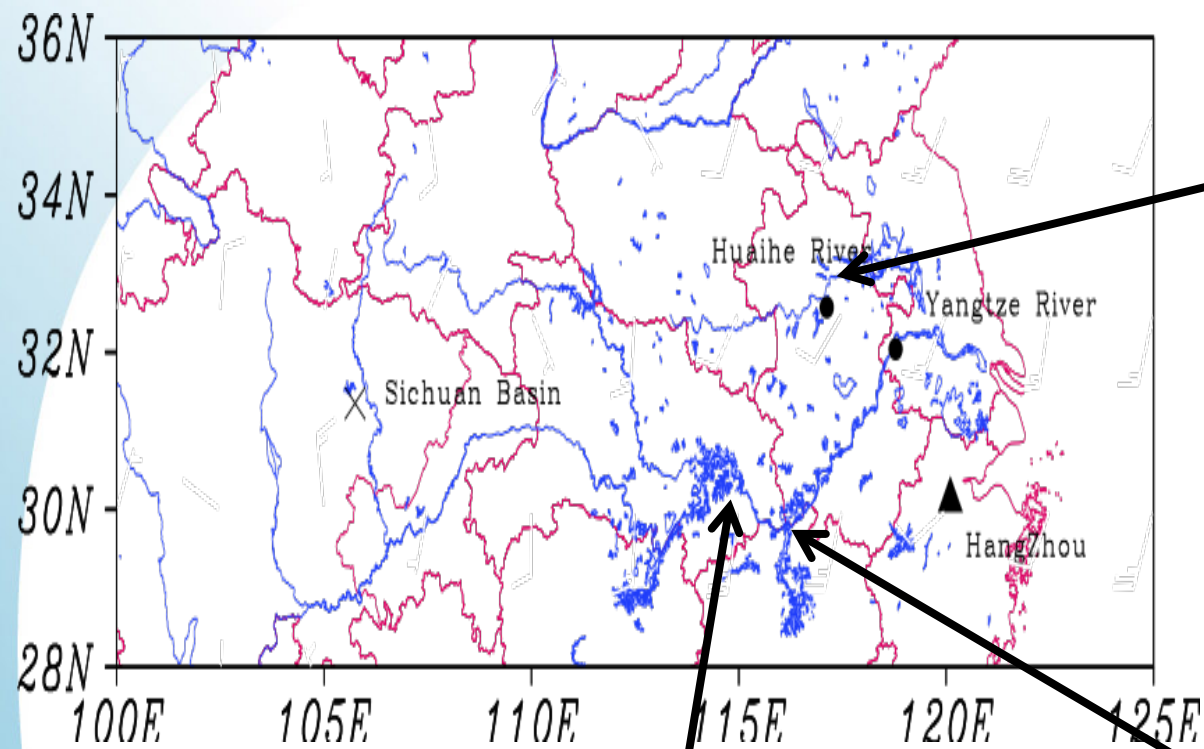 36N
34N
Huaihe River
Yangtze River
32N
Sichuan Basin
30N
HangZhou
28N
100E 105E 110E 115E 120E 125E